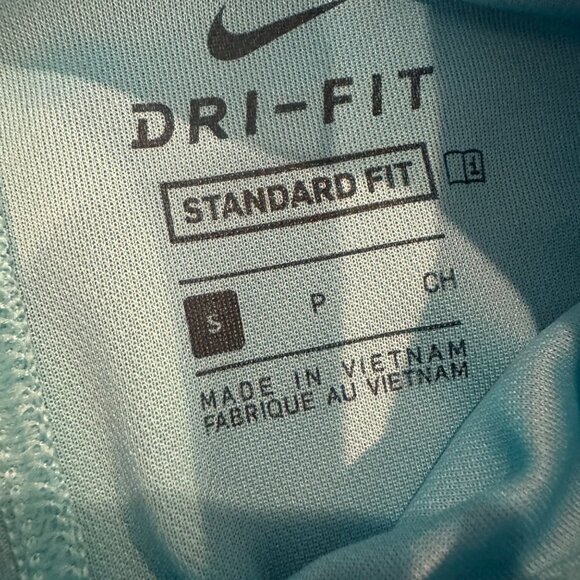 DRI-FIT
STANDARD FIT i
S P CH
MADE IN VIETNAM
FABRIQUE AU VIETNAM